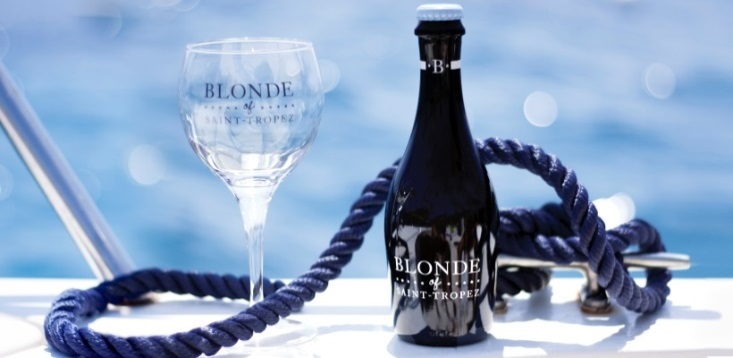 BLONDE
of
SAINT-TROPEZ
·B·
BLONDE
of
SAINT-TROPEZ